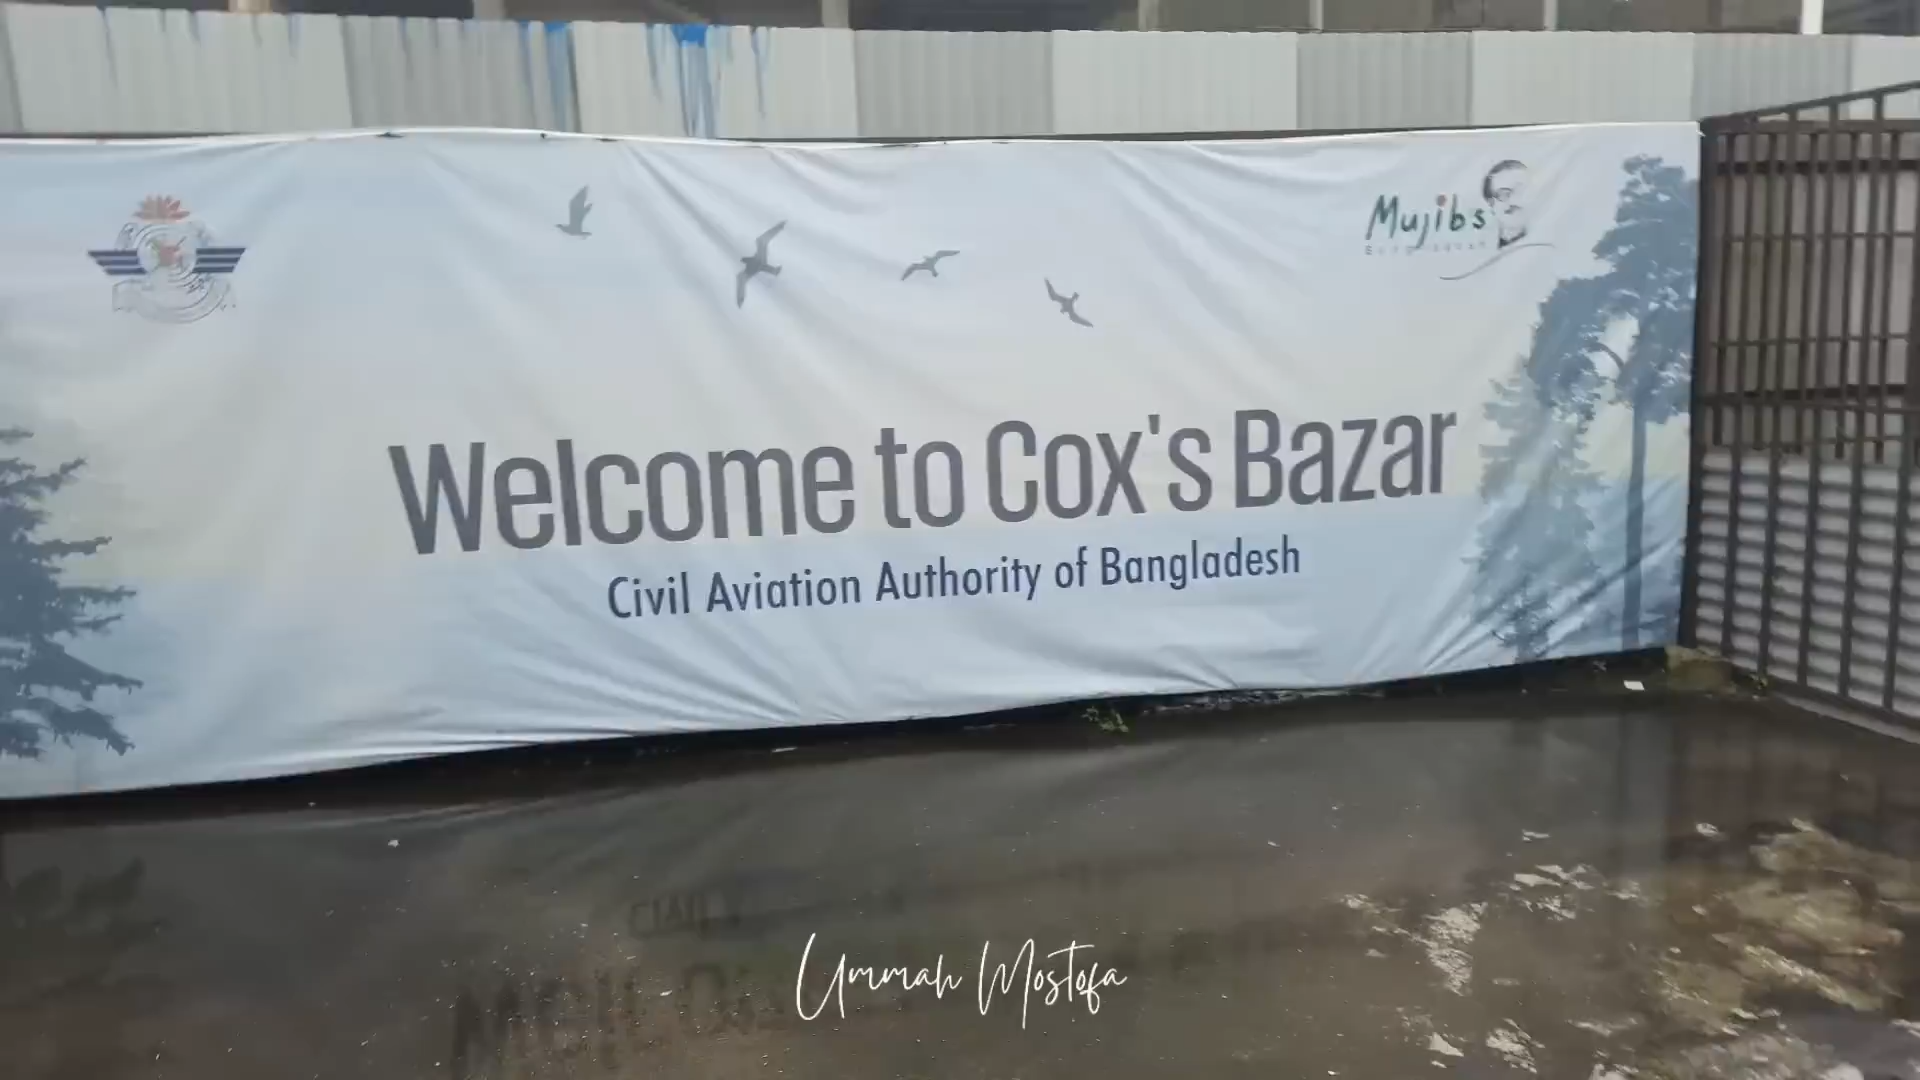 Mujibs
Welcome to Cox's Bazar
Civil Aviation Authority of Bangladesh
Ummah Mostofa